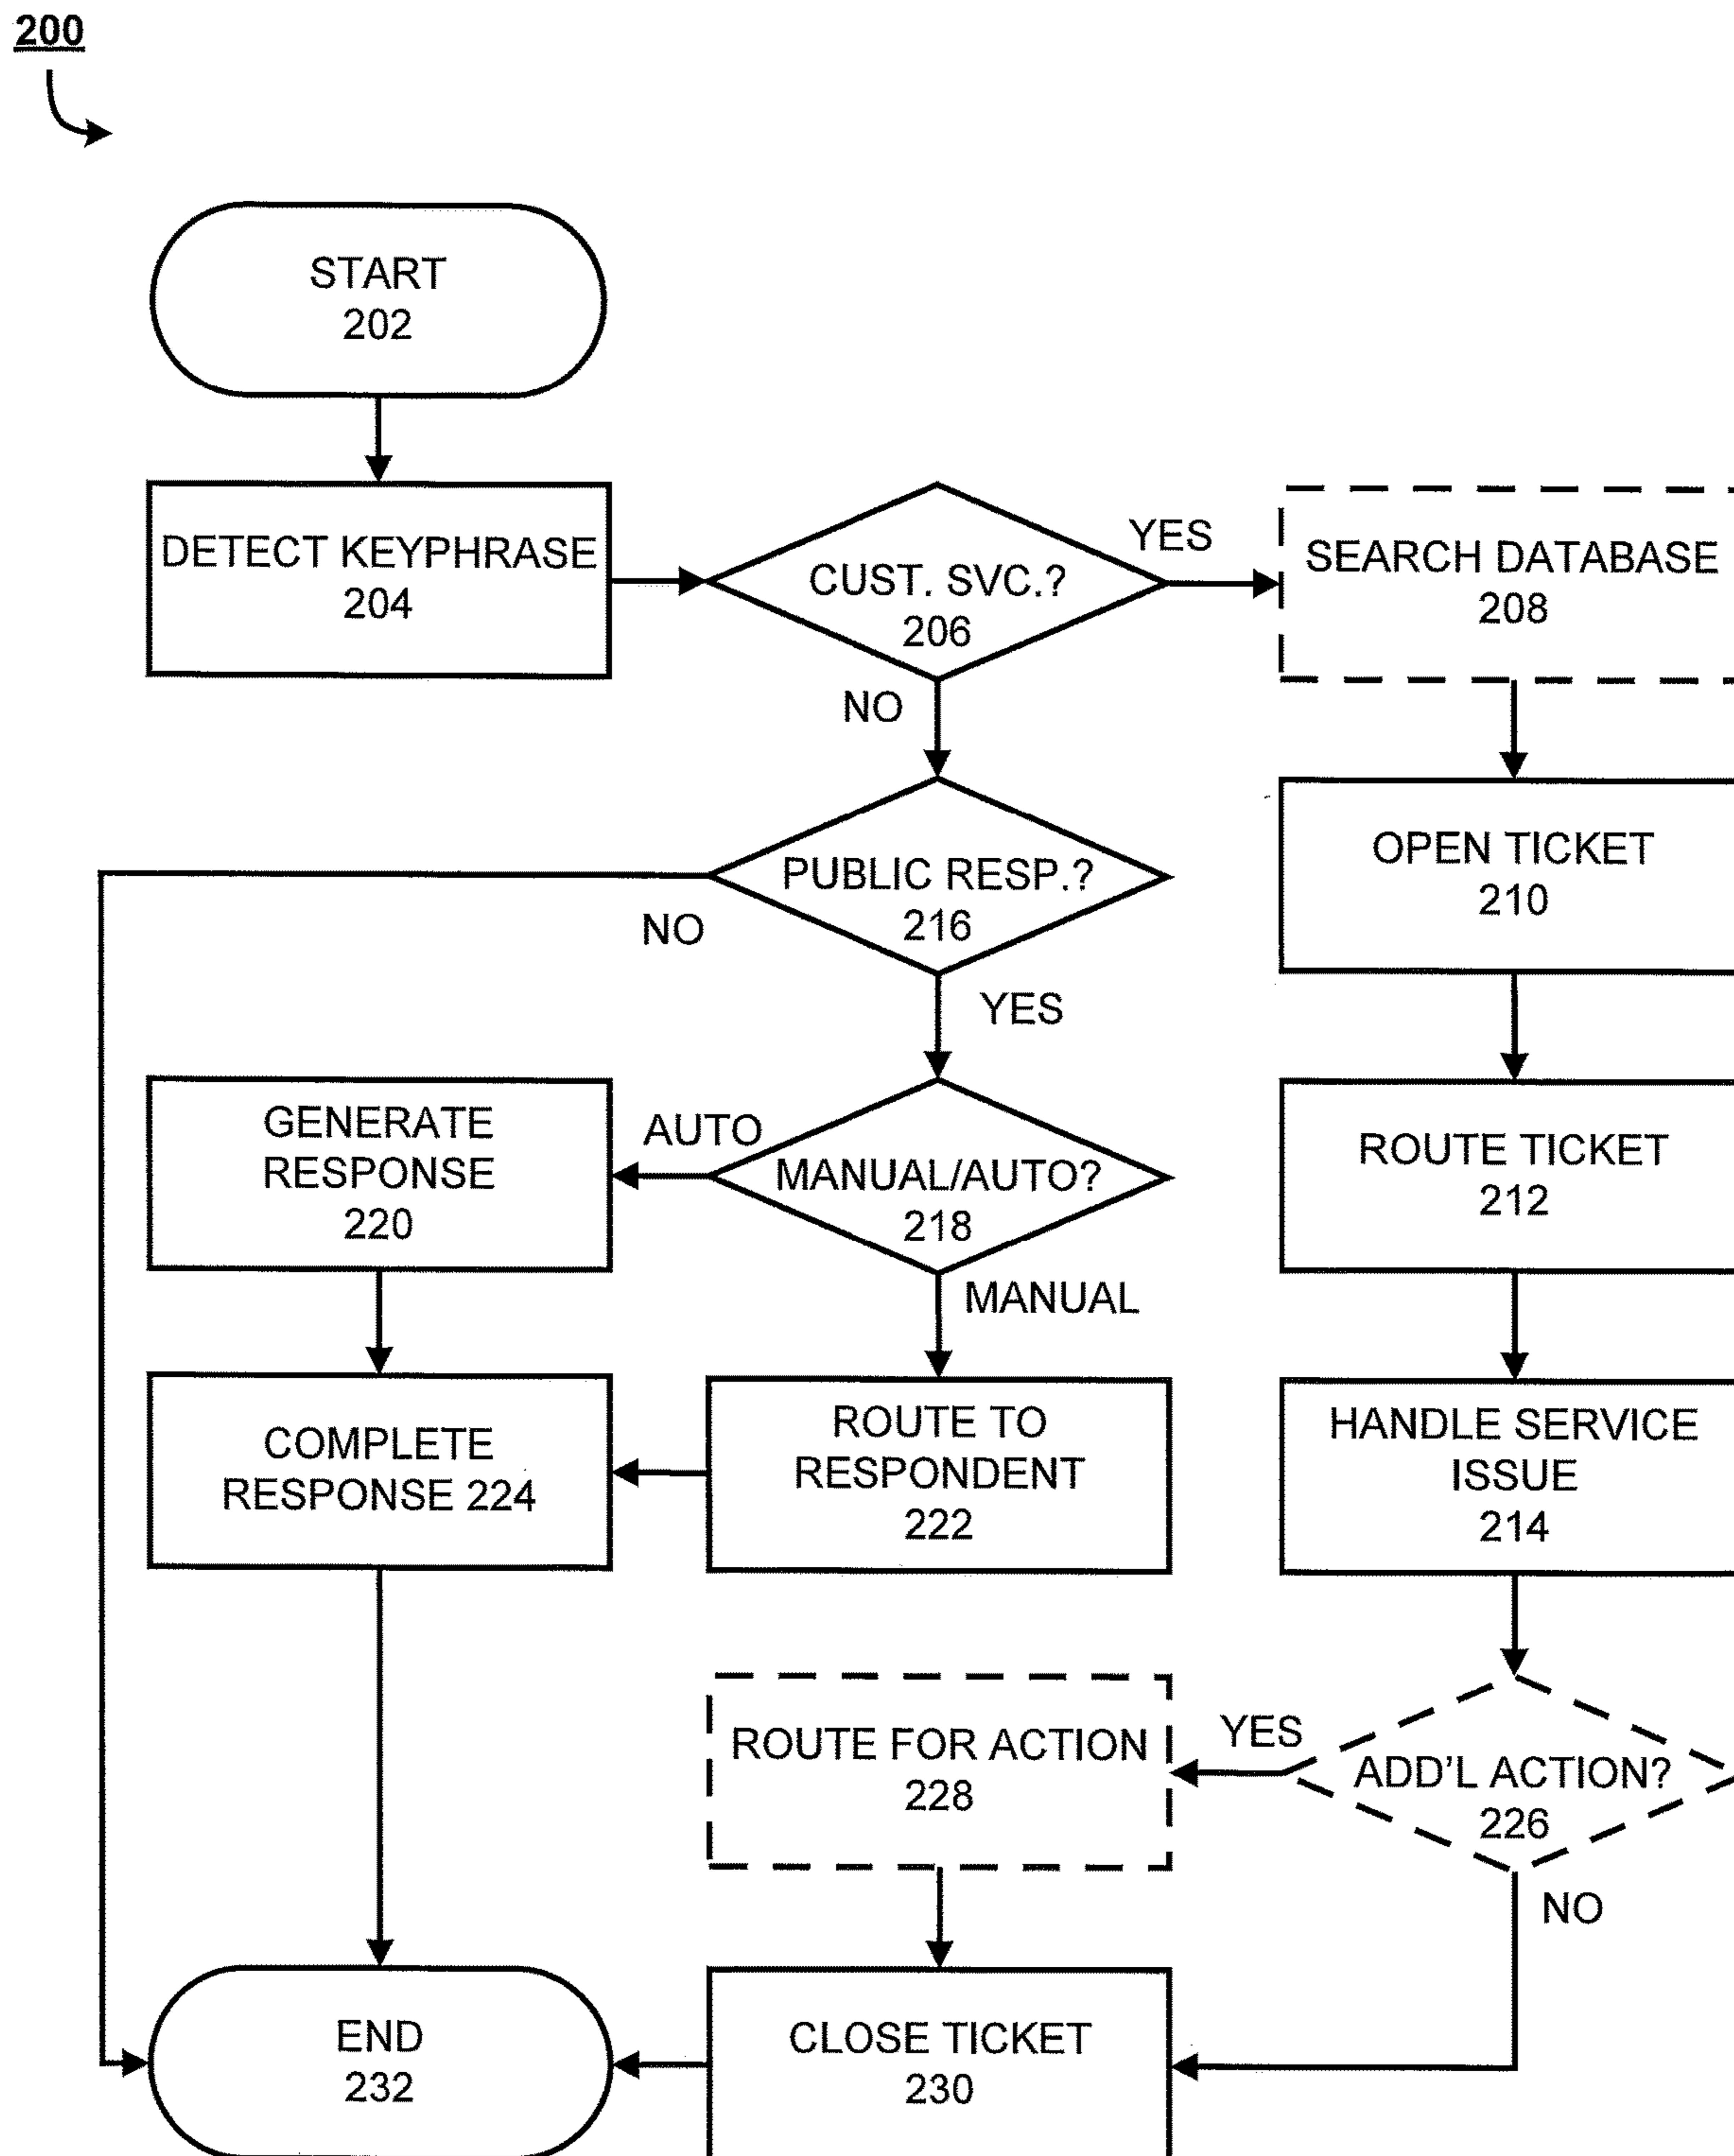 200
START
202
DETECT KEYPHRASE
204
CUST. SVC.?
206
YES
SEARCH DATABASE
208
NO
PUBLIC RESP.?
216
NO
YES
OPEN TICKET
210
GENERATE
RESPONSE
220
AUTO
MANUAL/AUTO?
218
MANUAL
ROUTE TICKET
212
COMPLETE
RESPONSE 224
ROUTE TO
RESPONDENT
222
HANDLE SERVICE
ISSUE
214
ROUTE FOR ACTION
228
YES
ADD'L ACTION?
226
NO
END
232
CLOSE TICKET
230